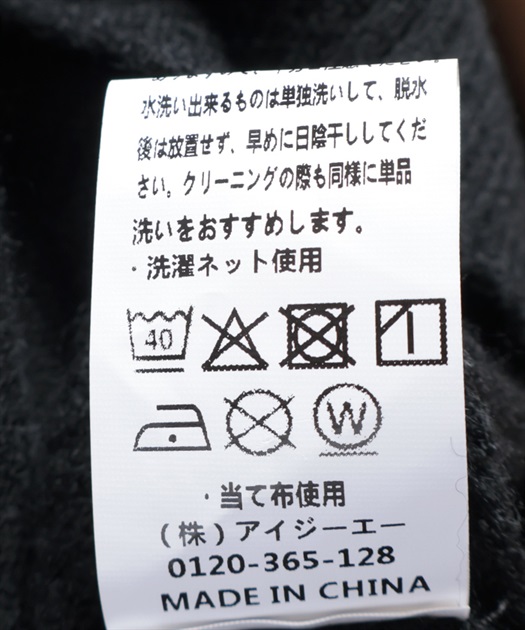 水洗い出来るものは単独洗いして、脱水
後は放置せず、早めに日陰干ししてくだ
さい。クリーニングの際も同様に単品
洗いをおすすめします。
・洗濯ネット使用
40
W
・当て布使用
（株）アイジーエー
0120-365-128
MADE IN CHINA